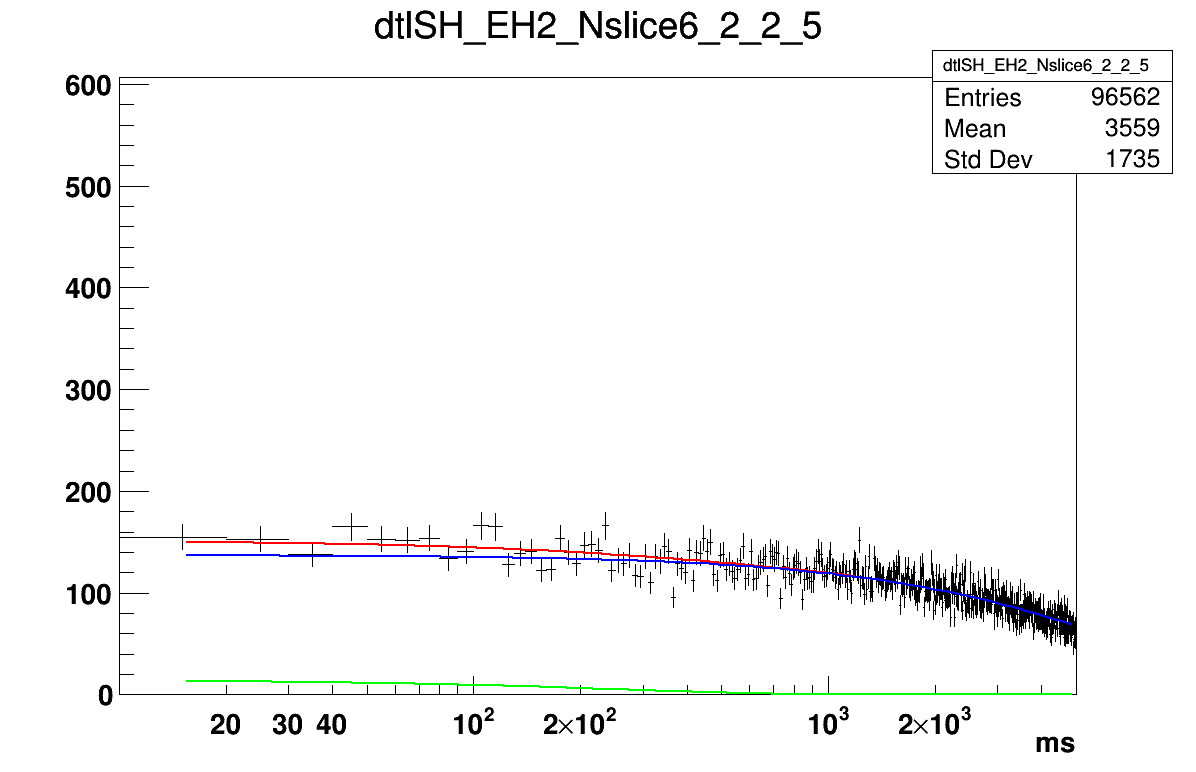 dtlSH_EH2_Nslice6_2_2_5
dtlSH_EH2_Nslice6_2_2_5
Entries 96562
Mean 3559
Std Dev 1735
600
500
400
300
200
100
0
20 30 40 10² 2×10² 10³ 2×10³
ms